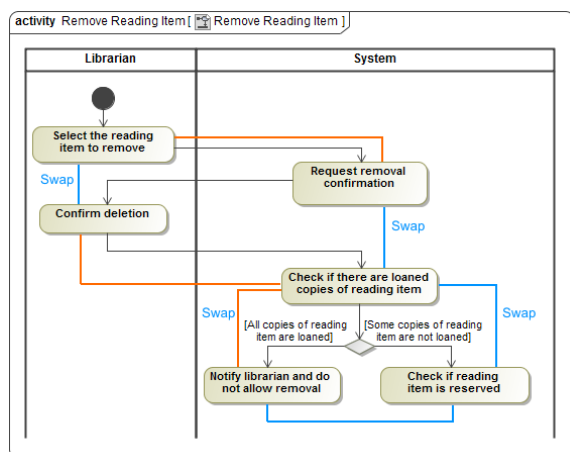 activity Remove Reading Item [ Remove Reading Item ]
Librarian
System
Select the reading
item to remove
Request removal
confirmation
Swap
Confirm deletion
Swap
Check if there are loaned
copies of reading item
Swap
Swap
[All copies of reading
item are loaned]
[Some copies of reading
item are not loaned]
Notify librarian and do
not allow removal
Check if reading
item is reserved